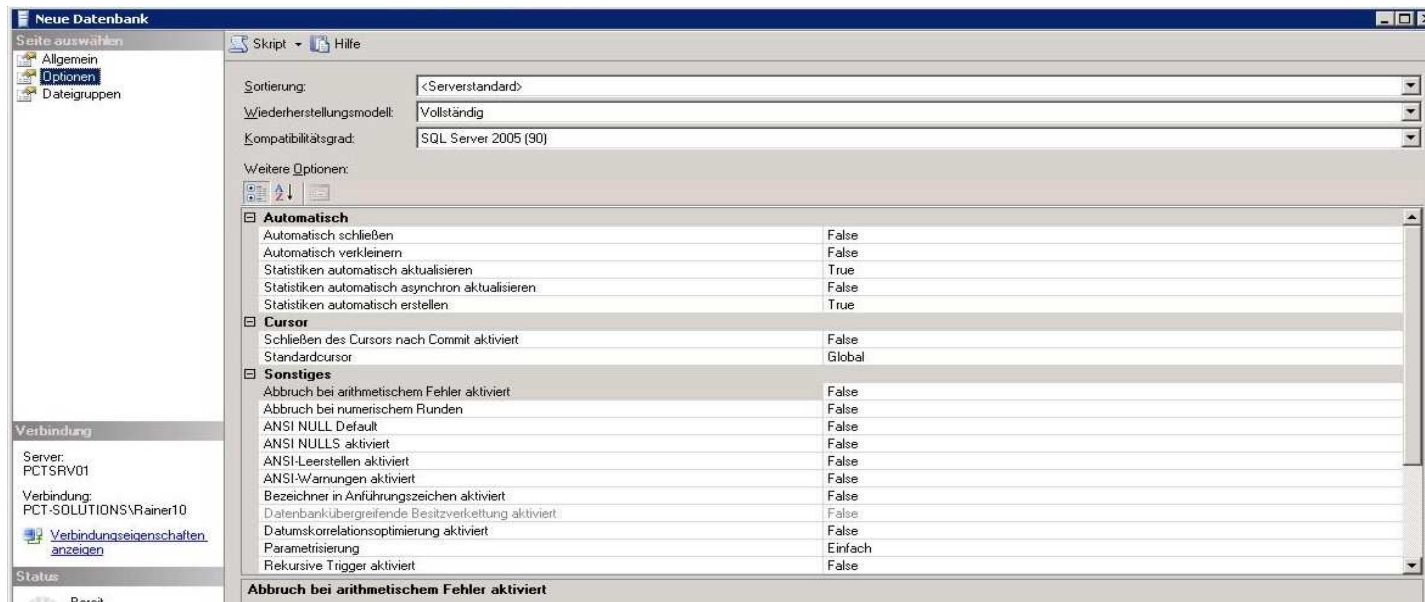 Neue Datenbank
Seite auswählen
Allgemein
Optionen
Dateigruppen
Skript
Hilfe
Sortierung: <Serverstandard>
Wiederherstellungsmodell: Vollständig
Kompatibilitätsgrad: SQL Server 2005 (90)
Weitere Optionen:
Automatisch
Automatisch schließen False
Automatisch verkleinern False
Statistiken automatisch aktualisieren True
Statistiken automatisch asynchron aktualisieren False
Statistiken automatisch erstellen True
Cursor
Schließen des Cursors nach Commit aktiviert False
Standardcursor Global
Sonstiges
Abbruch bei arithmetischem Fehler aktiviert False
Abbruch bei numerischem Runden False
ANSI NULL Default False
ANSI NULLS aktiviert False
ANSI-Leerstellen aktiviert False
ANSI-Warnungen aktiviert False
Bezeichner in Anführungszeichen aktiviert False
Datenbankübergreifende Besitzverkettung aktiviert False
Datumskorrelationsoptimierung aktiviert False
Parametrisierung Einfach
Rekursive Trigger aktiviert False
Abbruch bei arithmetischem Fehler aktiviert
Verbindung
Server:
PCTSRV01
Verbindung:
PCT-SOLUTIONS\Rainer10
Verbindungseigenschaften
anzeigen
Status
Bereit